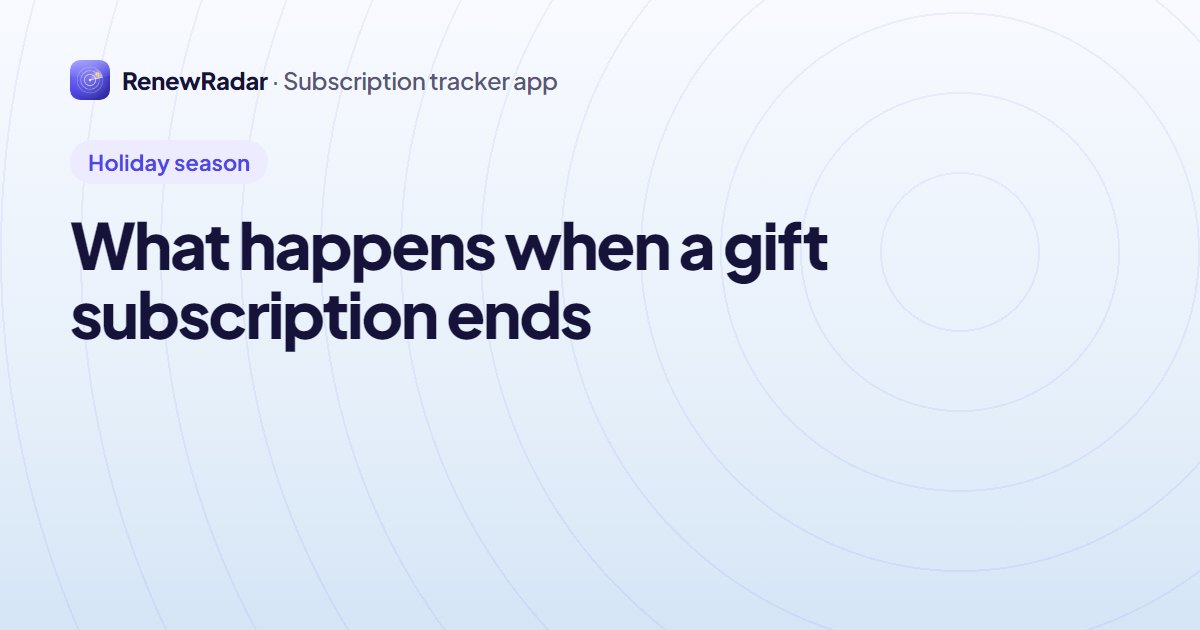 RenewRadar · Subscription tracker app
Holiday season
What happens when a gift
subscription ends